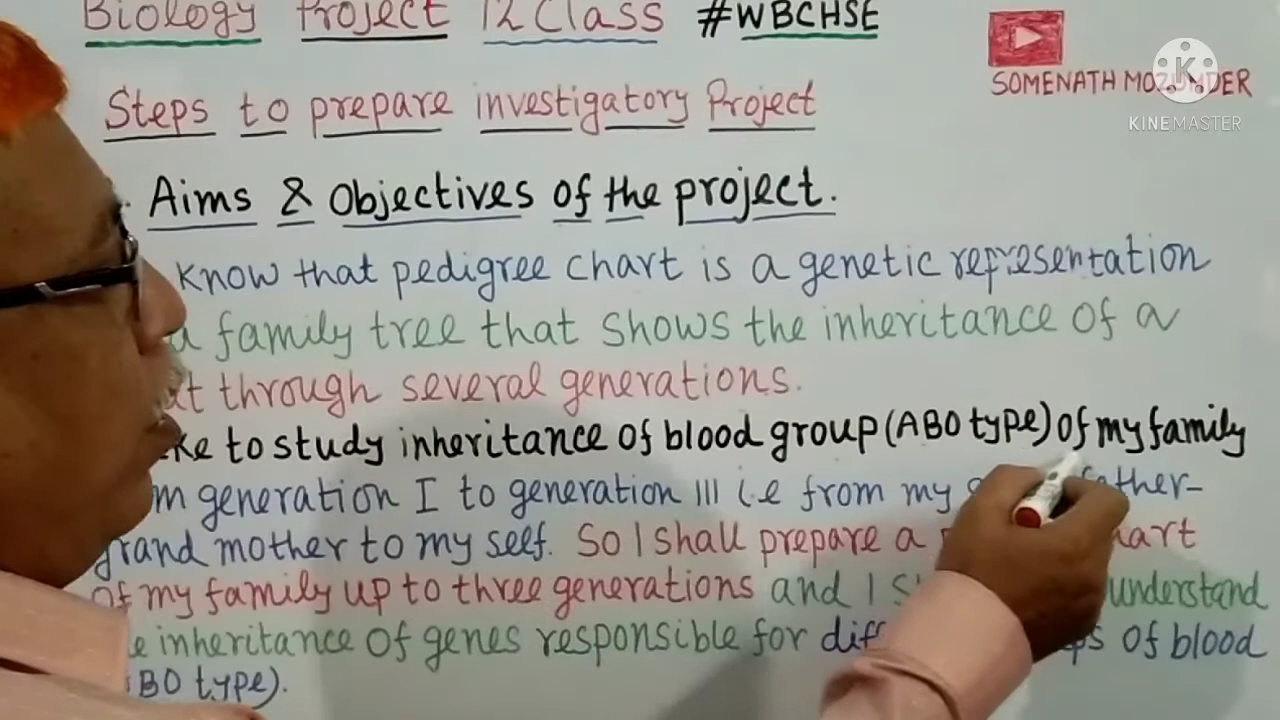 Biology Project 12 Class #WBCHSE
SOMENATH MOZUMDER
KINEMASTER
Steps to prepare investigatory Project
Aims & Objectives of the project.
know that pedigree chart is a genetic representation
a family tree that shows the inheritance of a
through several generations.
to study inheritance of blood group (ABO type) of my family
generation I to generation III i.e from my
grand mother to my self. So I shall prepare a
of my family up to three generations and I understand
inheritance of genes responsible for of blood
type).